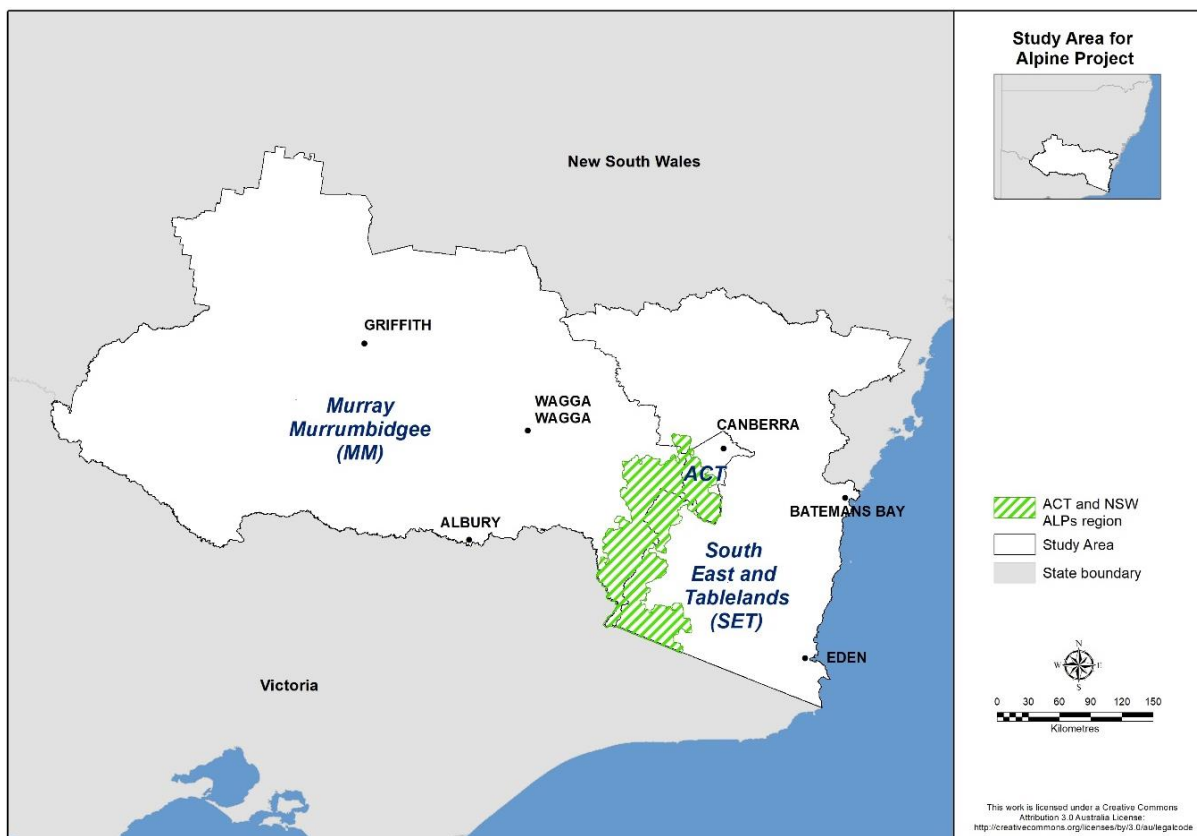 New South Wales
GRIFFITH
Murray
Murrumbidgee
(MM)
WAGGA
WAGGA
CANBERRA
ACT
BATEMANS BAY
ALBURY
South
East and
Tablelands
(SET)
EDEN
Victoria
Study Area for
Alpine Project
ACT and NSW
ALPs region
Study Area
State boundary
N
W E
S
0 30 60 90 120 150
Kilometres
This work is licensed under a Creative Commons
Attribution 3.0 Australia License:
http://creativecommons.org/licenses/by/3.0/au/legalcode